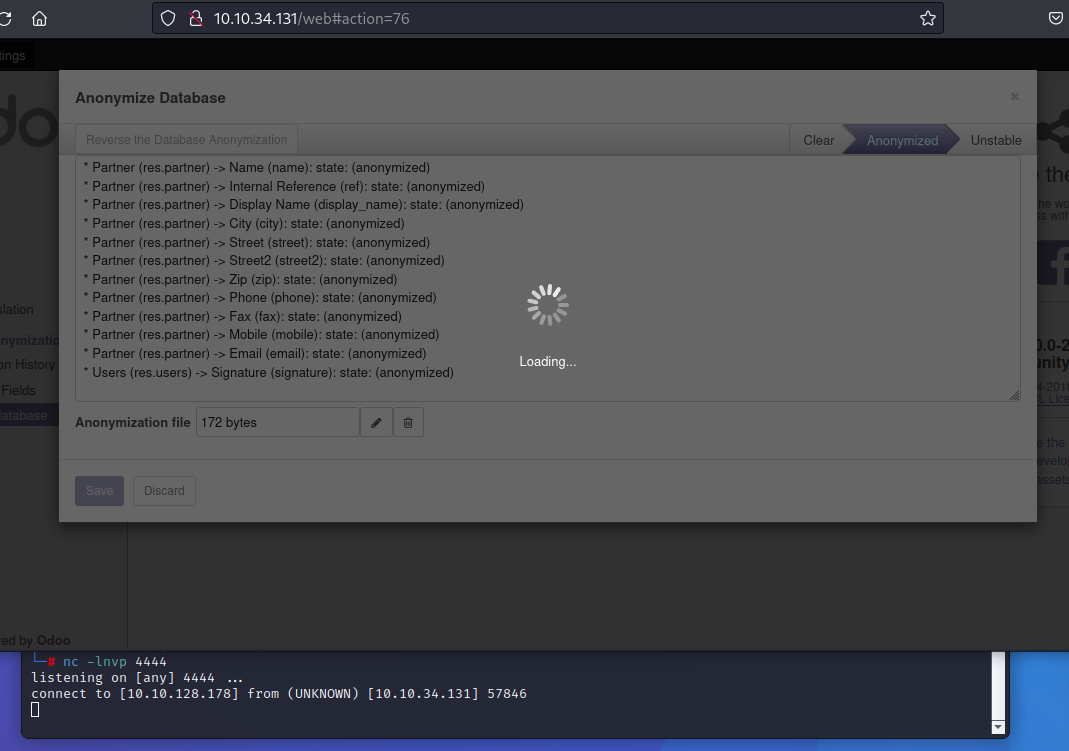 10.10.34.131/web#action=76
tings
Anonymize Database
×
Reverse the Database Anonymization
Clear
Anonymized
Unstable
* Partner (res.partner) -> Name (name): state: (anonymized)
* Partner (res.partner) -> Internal Reference (ref): state: (anonymized)
* Partner (res.partner) -> Display Name (display_name): state: (anonymized)
* Partner (res.partner) -> City (city): state: (anonymized)
* Partner (res.partner) -> Street (street): state: (anonymized)
* Partner (res.partner) -> Street2 (street2): state: (anonymized)
* Partner (res.partner) -> Zip (zip): state: (anonymized)
* Partner (res.partner) -> Phone (phone): state: (anonymized)
* Partner (res.partner) -> Fax (fax): state: (anonymized)
* Partner (res.partner) -> Mobile (mobile): state: (anonymized)
* Partner (res.partner) -> Email (email): state: (anonymized)
* Users (res.users) -> Signature (signature): state: (anonymized)
Loading...
Anonymization file
172 bytes
Save
Discard
slation
nymizatio
on History
Fields
atabase
red by Odoo
└─# nc -lnvp 4444
listening on [any] 4444 ...
connect to [10.10.128.178] from (UNKNOWN) [10.10.34.131] 57846